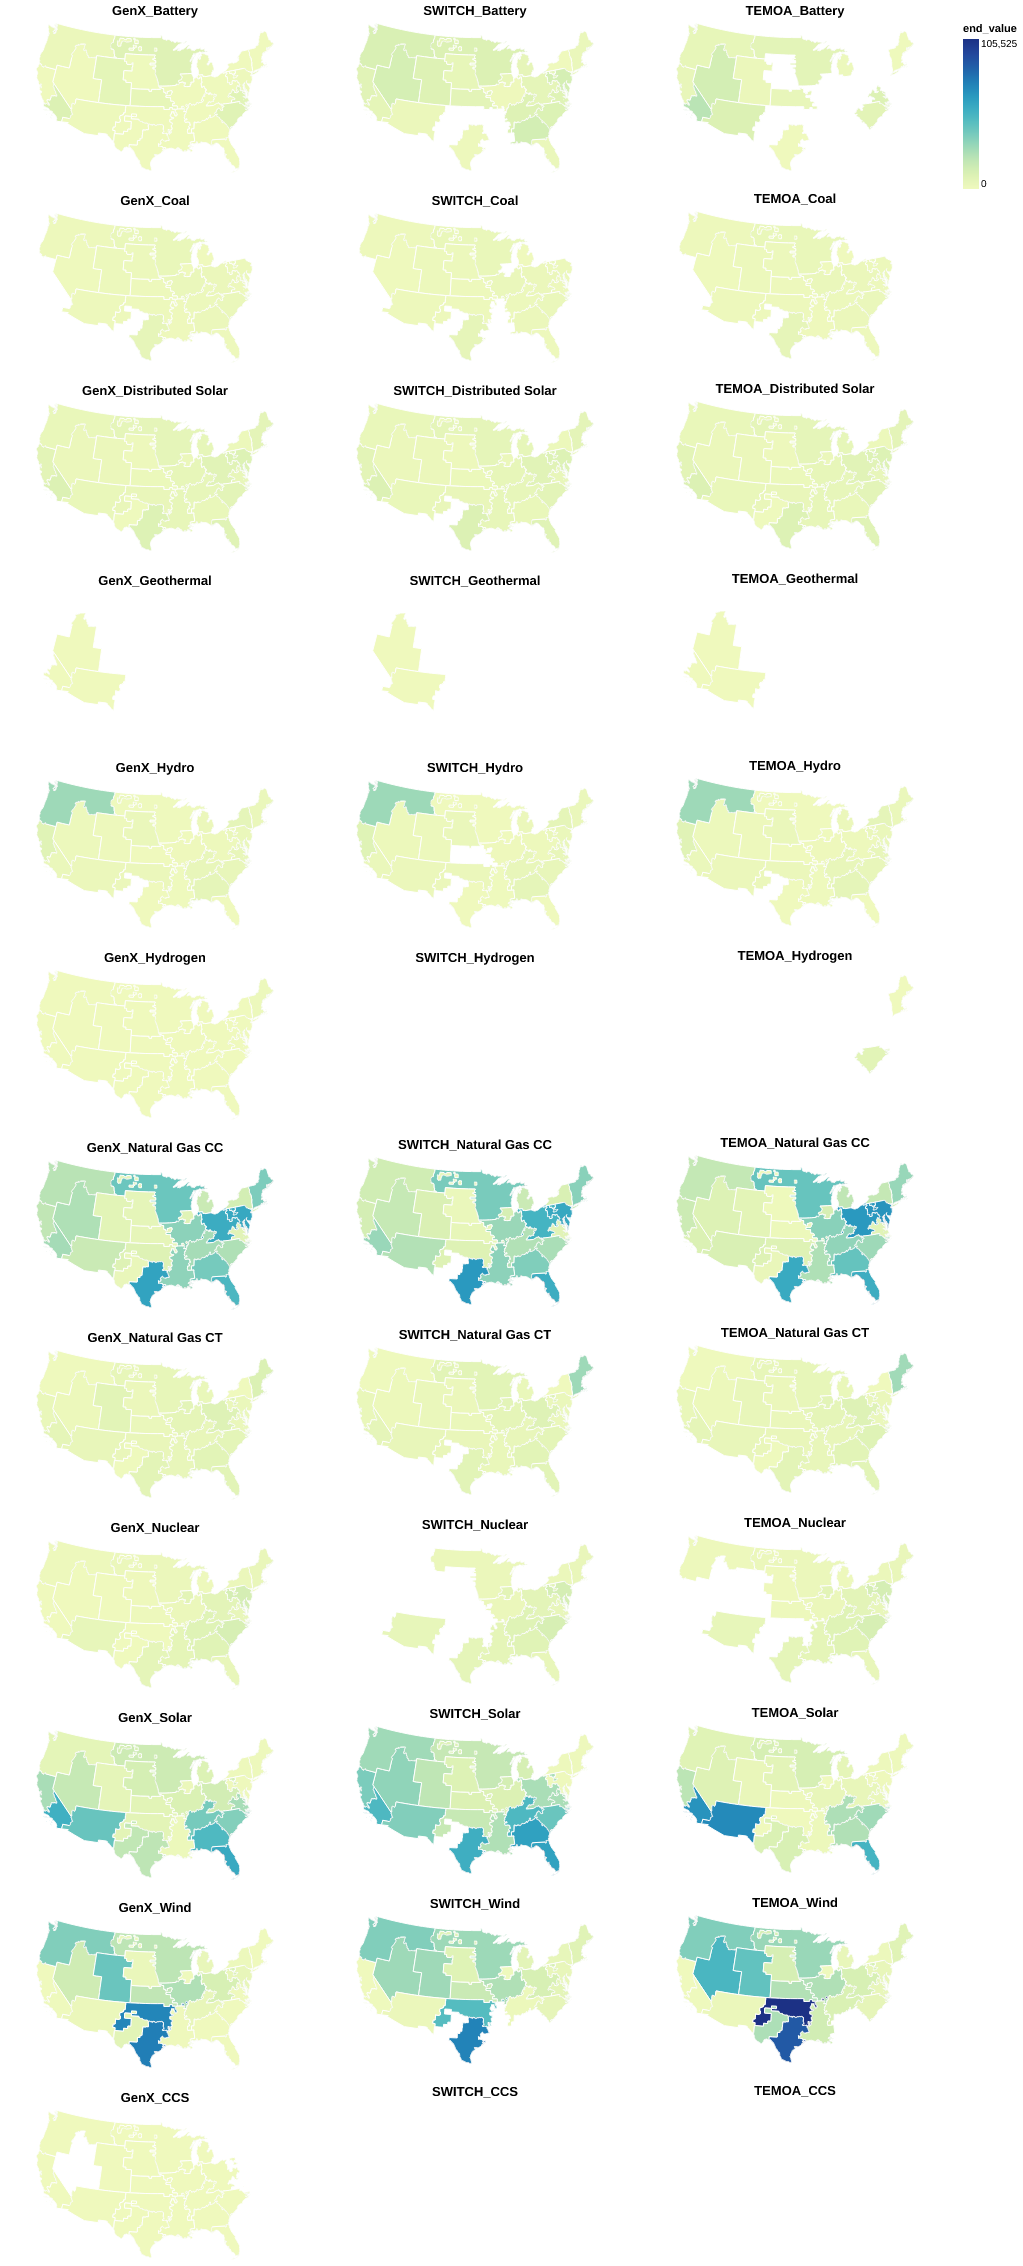 GenX_Battery
SWITCH_Battery
TEMOA_Battery
end_value
105,525
0
GenX_Coal
SWITCH_Coal
TEMOA_Coal
GenX_Distributed Solar
SWITCH_Distributed Solar
TEMOA_Distributed Solar
GenX_Geothermal
SWITCH_Geothermal
TEMOA_Geothermal
GenX_Hydro
SWITCH_Hydro
TEMOA_Hydro
GenX_Hydrogen
SWITCH_Hydrogen
TEMOA_Hydrogen
GenX_Natural Gas CC
SWITCH_Natural Gas CC
TEMOA_Natural Gas CC
GenX_Natural Gas CT
SWITCH_Natural Gas CT
TEMOA_Natural Gas CT
GenX_Nuclear
SWITCH_Nuclear
TEMOA_Nuclear
GenX_Solar
SWITCH_Solar
TEMOA_Solar
GenX_Wind
SWITCH_Wind
TEMOA_Wind
GenX_CCS
SWITCH_CCS
TEMOA_CCS